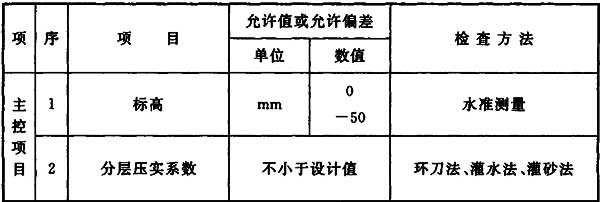 项 序 项 目 允许值或允许偏差 检查方法
单位 数值
主控项目 1 标高 mm 0 水准测量
-50
2 分层压实系数 不小于设计值 环刀法、灌水法、灌砂法